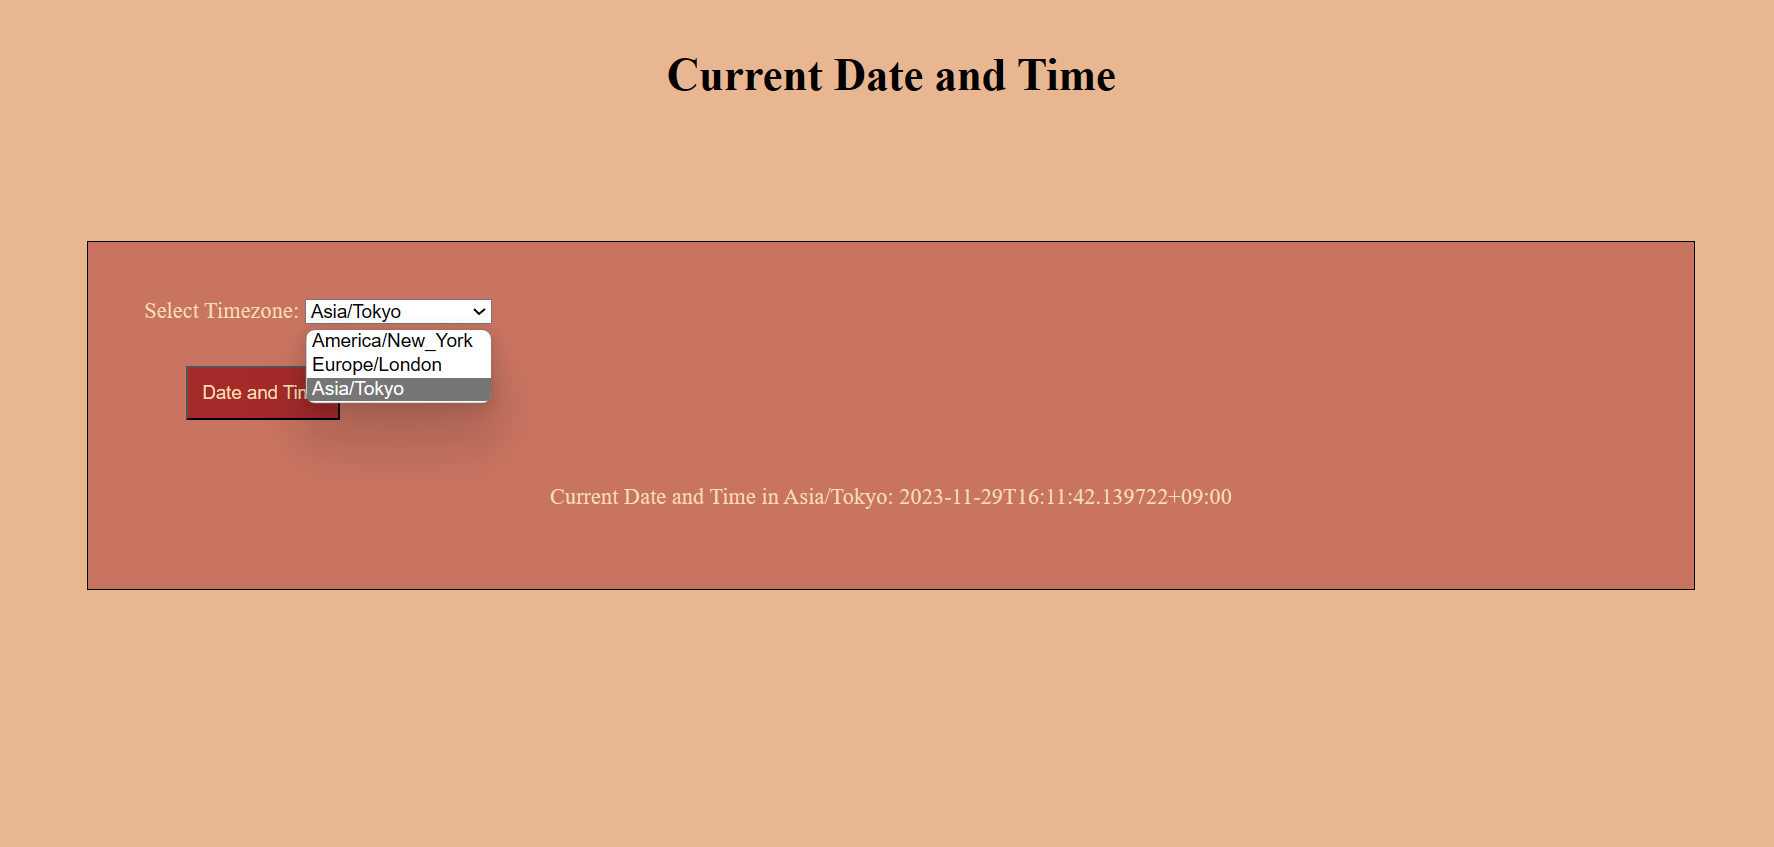 Current Date and Time
Select Timezone: Asia/Tokyo
America/New_York
Europe/London
Asia/Tokyo
Date and
Current Date and Time in Asia/Tokyo: 2023-11-29T16:11:42.139722+09:00